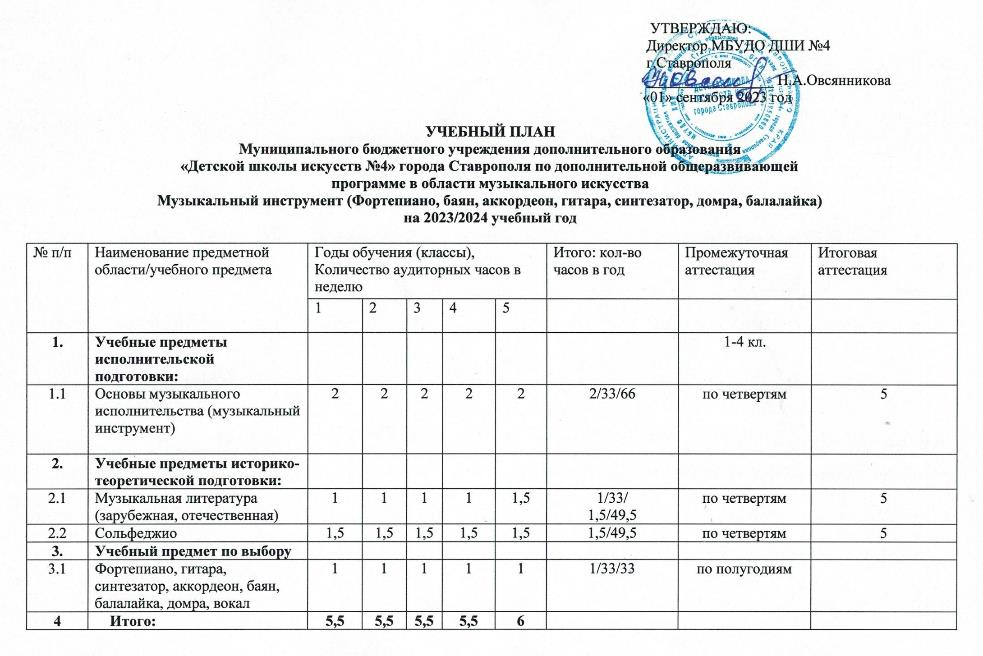 УТВЕРЖДАЮ:
Директор МБУДО ДШИ №4
г.Ставрополя
Н.А.Овсянникова
«01» сентября 2023 год
УЧЕБНЫЙ ПЛАН
Муниципального бюджетного учреждения дополнительного образования
«Детской школы искусств №4» города Ставрополя по дополнительной общеразвивающей
программе в области музыкального искусства
Музыкальный инструмент (Фортепиано, баян, аккордеон, гитара, синтезатор, домра, балалайка)
на 2023/2024 учебный год
№ п/п Наименование предметной Годы обучения (классы), Итого: кол-во Промежуточная Итоговая
области/учебного предмета Количество аудиторных часов в часов в год аттестация аттестация
неделю
1 2 3 4 5
1. Учебные предметы 1-4 кл.
исполнительской
подготовки:
1.1 Основы музыкального 2 2 2 2 2 2/33/66 по четвертям 5
исполнительства (музыкальный
инструмент)
2. Учебные предметы историко-
теоретической подготовки:
2.1 Музыкальная литература 1 1 1 1 1,5 1/33/ по четвертям 5
(зарубежная, отечественная) 1,5/49,5
2.2 Сольфеджио 1,5 1,5 1,5 1,5 1,5 1,5/49,5 по четвертям 5
3. Учебный предмет по выбору
3.1 Фортепиано, гитара, 1 1 1 1 1 1/33/33 по полугодиям
синтезатор, аккордеон, баян,
балалайка, домра, вокал
4 Итого: 5,5 5,5 5,5 5,5 6